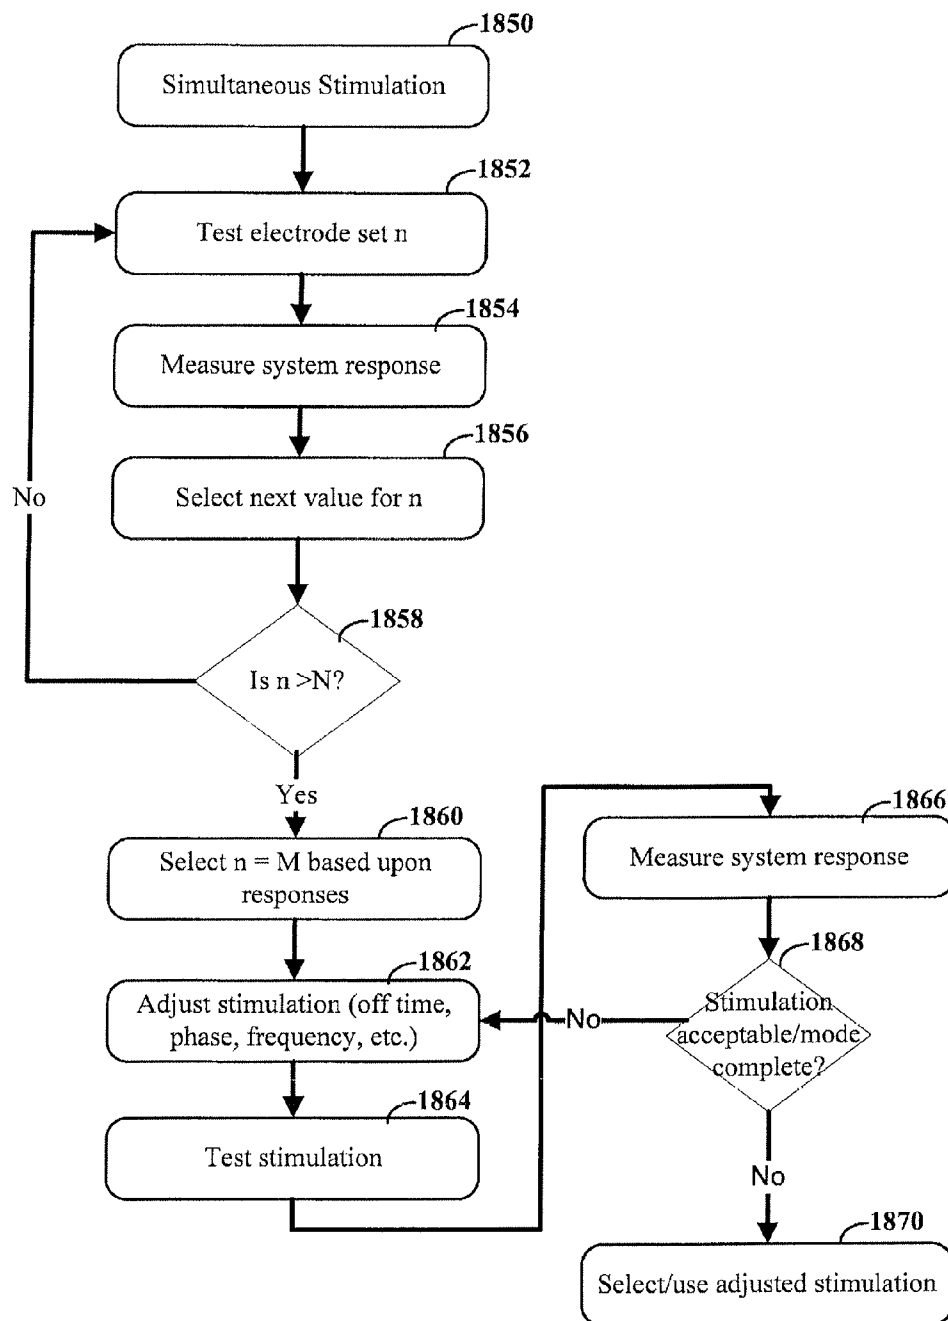 1850
Simultaneous Stimulation
1852
Test electrode set n
1854
Measure system response
1856
Select next value for n
No
1858
Is n >N?
Yes
1860
Select n = M based upon
responses
1862
Adjust stimulation (off time,
phase, frequency, etc.)
1864
Test stimulation
1866
Measure system response
1868
Stimulation
acceptable/mode
complete?
No
No
1870
Select/use adjusted stimulation